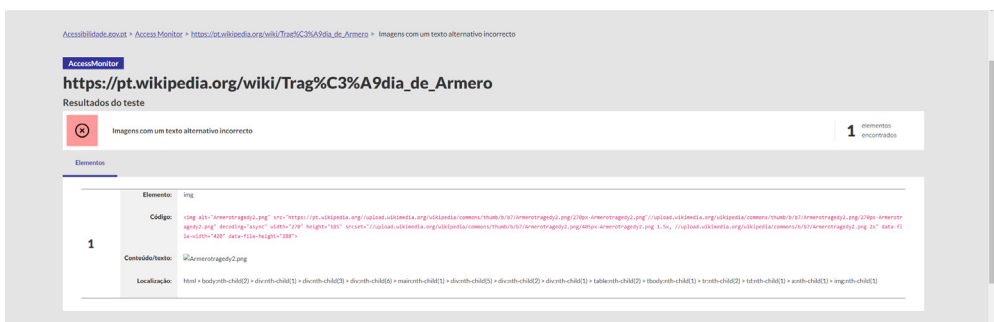 Acessibilidade.gov.pt > Access Monitor > https://pt.wikipedia.org/wiki/Trag%C3%A9dia_de_Armero > Imagens com um texto alternativo incorrecto
AccessMonitor
https://pt.wikipedia.org/wiki/Trag%C3%A9dia_de_Armero
Resultados do teste
Imagens com um texto alternativo incorrecto
1 elementos encontrados
Elementos
1
Elemento: img
Código: <img alt="Armerotragedy2.png" src="https://pt.wikipedia.org//upload.wikimedia.org/wikipedia/commons/thumb/b/b7/Armerotragedy2.png/270px-Armerotragedy2.png"//upload.wikimedia.org/wikipedia/commons/thumb/b/b7/Armerotragedy2.png/270px-Armerotr
agedy2.png" decoding="async" width="270" height="185" srcset="//upload.wikimedia.org/wikipedia/commons/thumb/b/b7/Armerotragedy2.png/405px-Armerotragedy2.png 1.5x, //upload.wikimedia.org/wikipedia/commons/b/b7/Armerotragedy2.png 2x" data-fi
le-width="420" data-file-height="288">
Conteúdo/texto: Armerotragedy2.png
Localização: html > body:nth-child(2) > div:nth-child(1) > div:nth-child(3) > div:nth-child(6) > main:nth-child(1) > div:nth-child(5) > div:nth-child(2) > div:nth-child(1) > table:nth-child(2) > tbody:nth-child(1) > tr:nth-child(2) > td:nth-child(1) > a:nth-child(1) > img:nth-child(1)